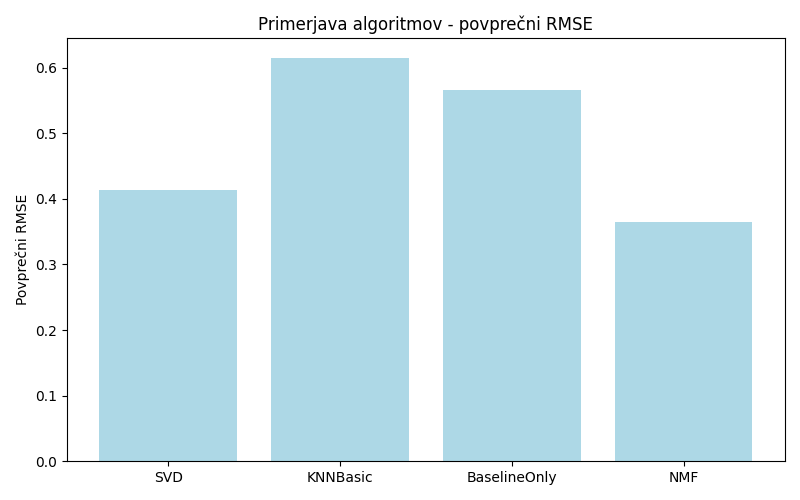 Primerjava algoritmov - povprečni RMSE
0.6
0.5
0.4
0.3
0.2
0.1
0.0
Povprečni RMSE
SVD
KNNBasic
BaselineOnly
NMF